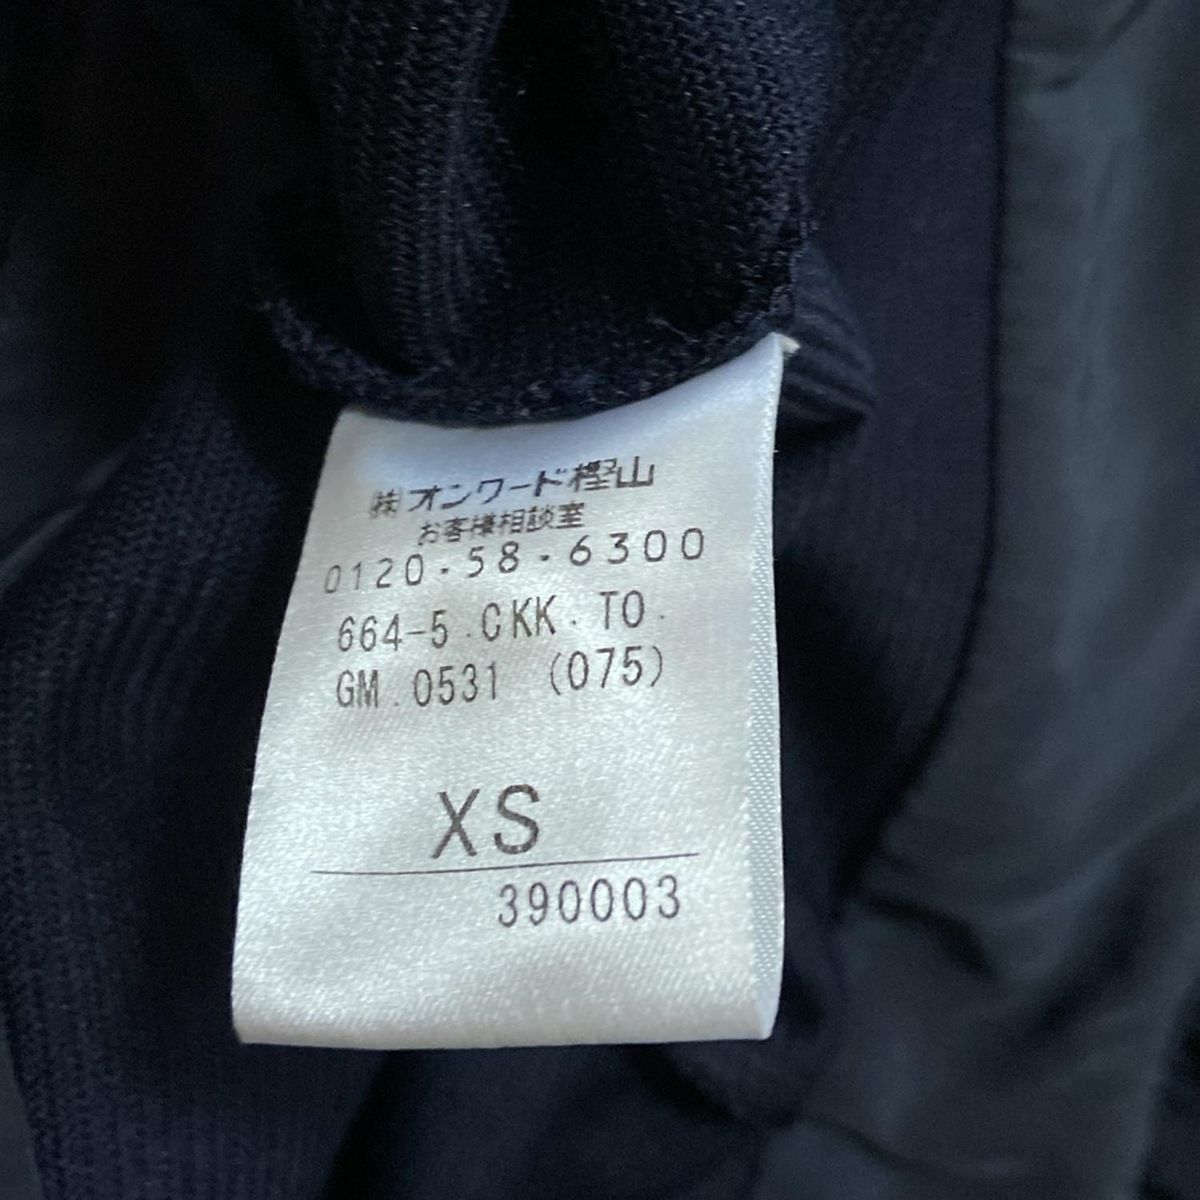 ㈱オンワード樫山
お客様相談室
0120-58-6300
664-5.CKK.TO.
GM.0531 (075)
XS
390003